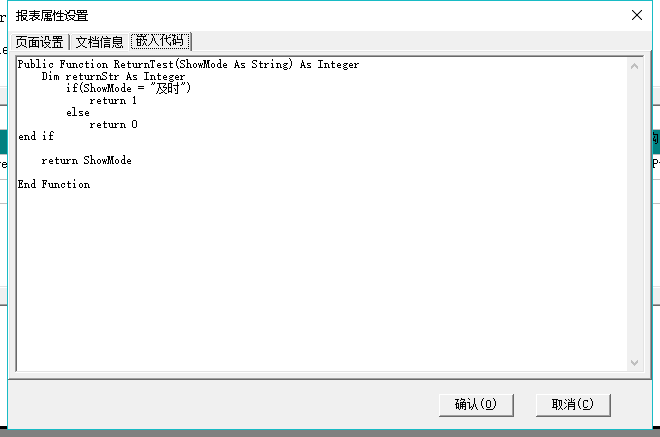 报表属性设置
页面设置 文档信息 嵌入代码
Public Function ReturnTest(ShowMode As String) As Integer
    Dim returnStr As Integer
        if(ShowMode = "及时")
            return 1
        else
            return 0
end if
    return ShowMode
End Function
确认(O) 取消(C)